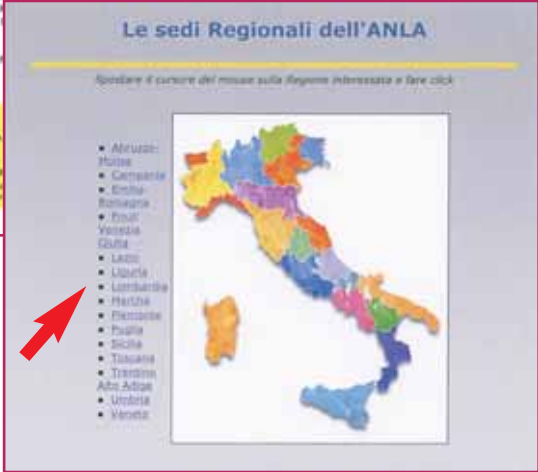 Le sedi Regionali dell'ANLA
Spostare il cursore del mouse sulla Regione interessata e fare click
• Abruzzo-
Molise
• Campania
• Emilia
Romagna
• Friuli
Venezia
Giulia
• Lazio
• Liguria
• Lombardia
• Marche
• Piemonte
• Puglia
• Sicilia
• Toscana
• Trentino
Alto Adige
• Umbria
• Veneto